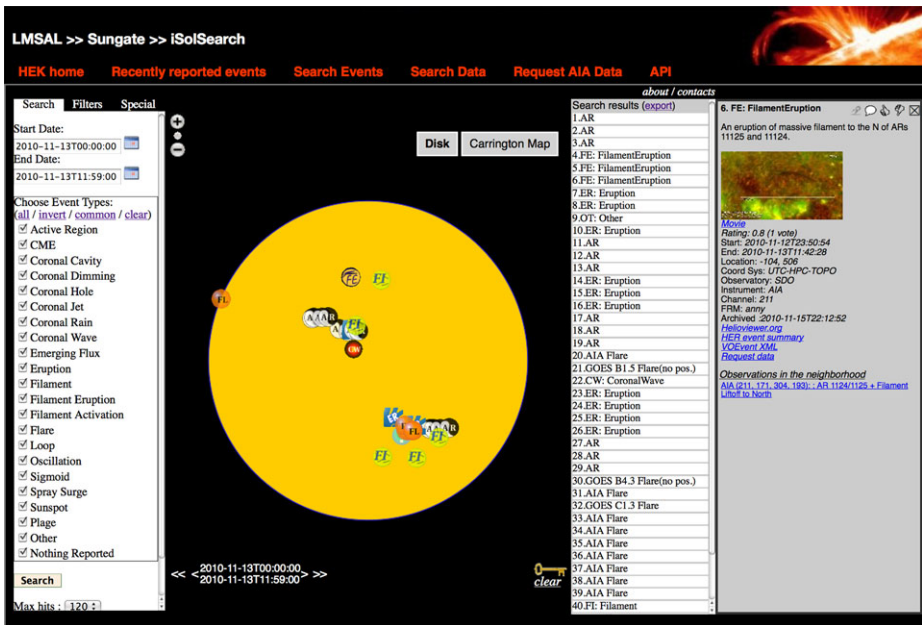 LMSAL >> Sungate >> iSolSearch
HEK home Recently reported events Search Events Search Data Request AIA Data API
about / contacts
Search Filters Special
Start Date:
2010-11-13T00:00:00
End Date:
2010-11-13T11:59:00
Choose Event Types:
(all / invert / common / clear)
Active Region
CME
Coronal Cavity
Coronal Dimming
Coronal Hole
Coronal Jet
Coronal Rain
Coronal Wave
Emerging Flux
Eruption
Filament
Filament Eruption
Filament Activation
Flare
Loop
Oscillation
Sigmoid
Spray Surge
Sunspot
Plage
Other
Nothing Reported
Search
Max hits : 120
Disk Carrington Map
FE FI
FL
A A A R
A FI
CW
FL A A R
FI
FI FI
<< < 2010-11-13T00:00:00
2010-11-13T11:59:00 > >>
clear
Search results (export)
1.AR
2.AR
3.AR
4.FE: FilamentEruption
5.FE: FilamentEruption
6.FE: FilamentEruption
7.ER: Eruption
8.ER: Eruption
9.OT: Other
10.ER: Eruption
11.AR
12.AR
13.AR
14.ER: Eruption
15.ER: Eruption
16.ER: Eruption
17.AR
18.AR
19.AR
20.AIA Flare
21.GOES B1.5 Flare(no pos.)
22.CW: CoronalWave
23.ER: Eruption
24.ER: Eruption
25.ER: Eruption
26.ER: Eruption
27.AR
28.AR
29.AR
30.GOES B4.3 Flare(no pos.)
31.AIA Flare
32.GOES C1.3 Flare
33.AIA Flare
34.AIA Flare
35.AIA Flare
36.AIA Flare
37.AIA Flare
38.AIA Flare
39.AIA Flare
40.FI: Filament
6. FE: FilamentEruption
An eruption of massive filament to the N of ARs
11125 and 11124.
Movie
Rating: 0.8 (1 vote)
Start: 2010-11-12T23:50:54
End: 2010-11-13T11:42:28
Location: -104, 506
Coord Sys: UTC-HPC-TOPO
Observatory: SDO
Instrument: AIA
Channel: 211
FRM: anny
Archived :2010-11-15T22:12:52
Helioviewer.org
HER event summary
VOEvent XML
Request data
Observations in the neighborhood
AIA (211, 171, 304, 193): ; AR 1124/1125 + Filament
Liftoff to North